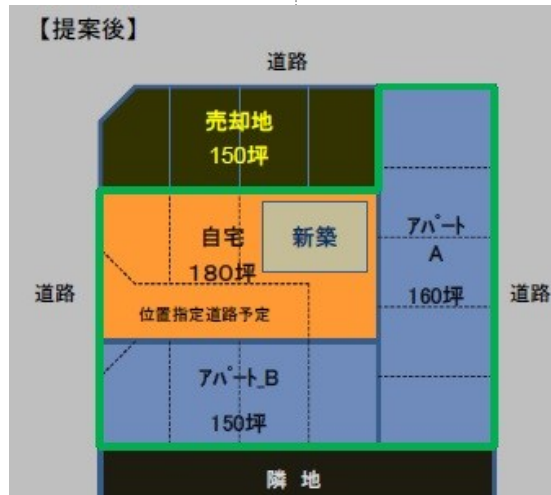 【提案後】
道路
売却地
150坪
自宅
新築
180坪
アパート
A
160坪
道路
道路
位置指定道路予定
アパート_B
150坪
隣 地